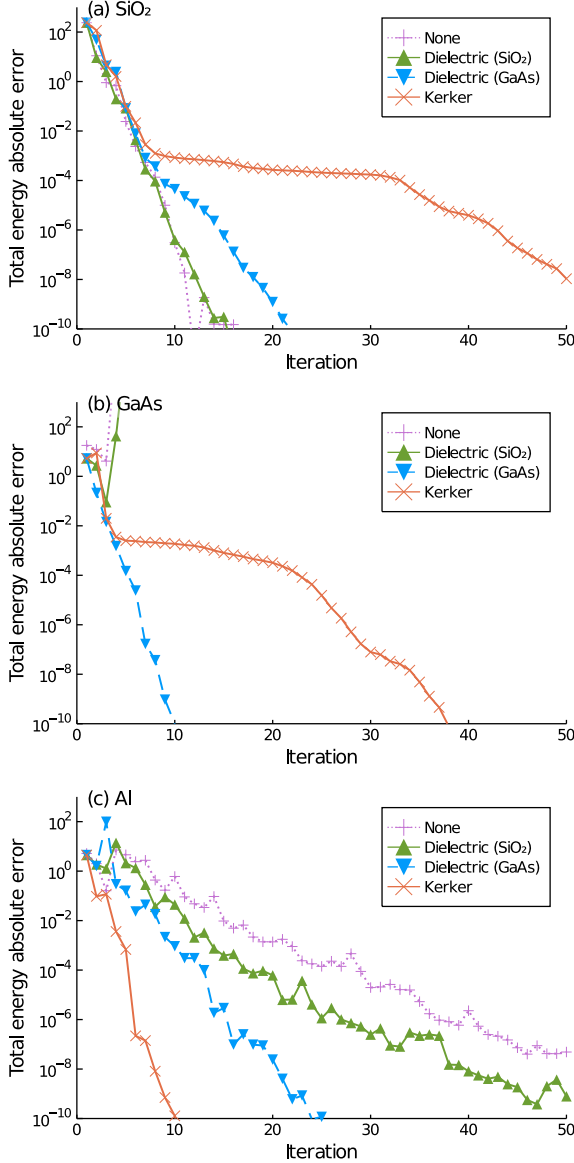 (a) SiO₂
Total energy absolute error
10²
10⁰
10⁻²
10⁻⁴
10⁻⁶
10⁻⁸
10⁻¹⁰
None
Dielectric (SiO₂)
Dielectric (GaAs)
Kerker
0 10 20 30 40 50
Iteration
(b) GaAs
Total energy absolute error
10²
10⁰
10⁻²
10⁻⁴
10⁻⁶
10⁻⁸
10⁻¹⁰
None
Dielectric (SiO₂)
Dielectric (GaAs)
Kerker
0 10 20 30 40 50
Iteration
(c) Al
Total energy absolute error
10²
10⁰
10⁻²
10⁻⁴
10⁻⁶
10⁻⁸
10⁻¹⁰
None
Dielectric (SiO₂)
Dielectric (GaAs)
Kerker
0 10 20 30 40 50
Iteration